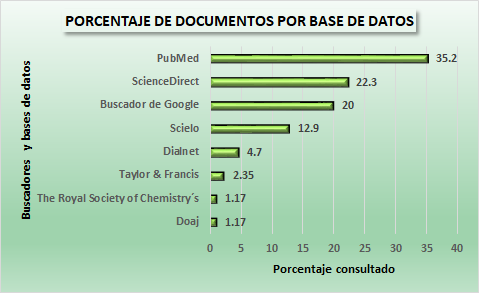 PORCENTAJE DE DOCUMENTOS POR BASE DE DATOS
Buscadores y bases de datos
PubMed 35.2
ScienceDirect 22.3
Buscador de Google 20
Scielo 12.9
Dialnet 4.7
Taylor & Francis 2.35
The Royal Society of Chemistry´s 1.17
Doaj 1.17
0 5 10 15 20 25 30 35 40
Porcentaje consultado